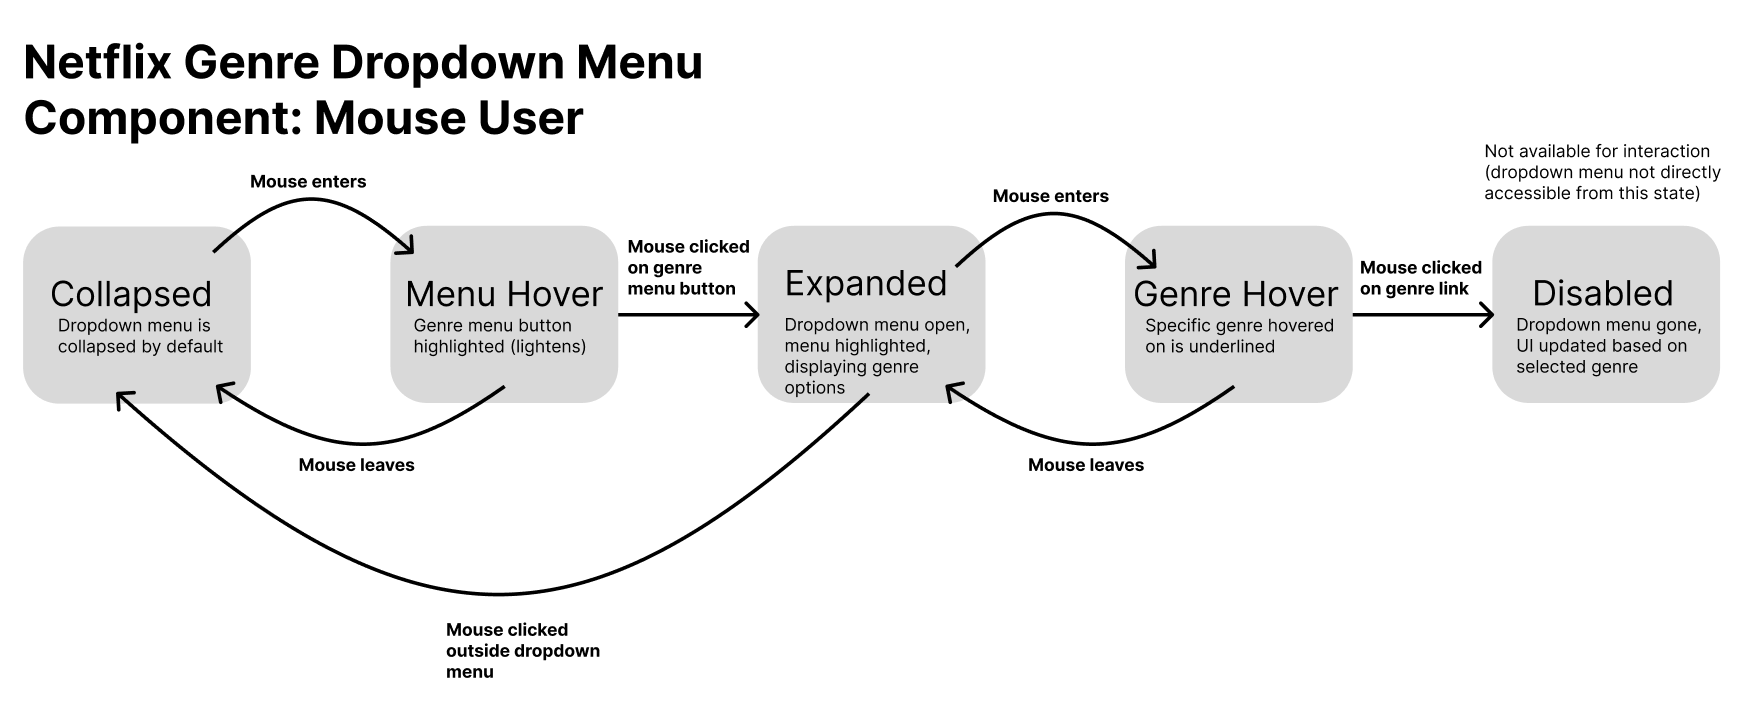 Netflix Genre Dropdown Menu
Component: Mouse User
Not available for interaction
(dropdown menu not directly
accessible from this state)
Mouse enters
Mouse enters
Mouse clicked
on genre
menu button
Mouse clicked
on genre link
Collapsed
Dropdown menu is
collapsed by default
Menu Hover
Genre menu button
highlighted (lightens)
Expanded
Dropdown menu open,
menu highlighted,
displaying genre
options
Genre Hover
Specific genre hovered
on is underlined
Disabled
Dropdown menu gone,
UI updated based on
selected genre
Mouse leaves
Mouse leaves
Mouse clicked
outside dropdown
menu